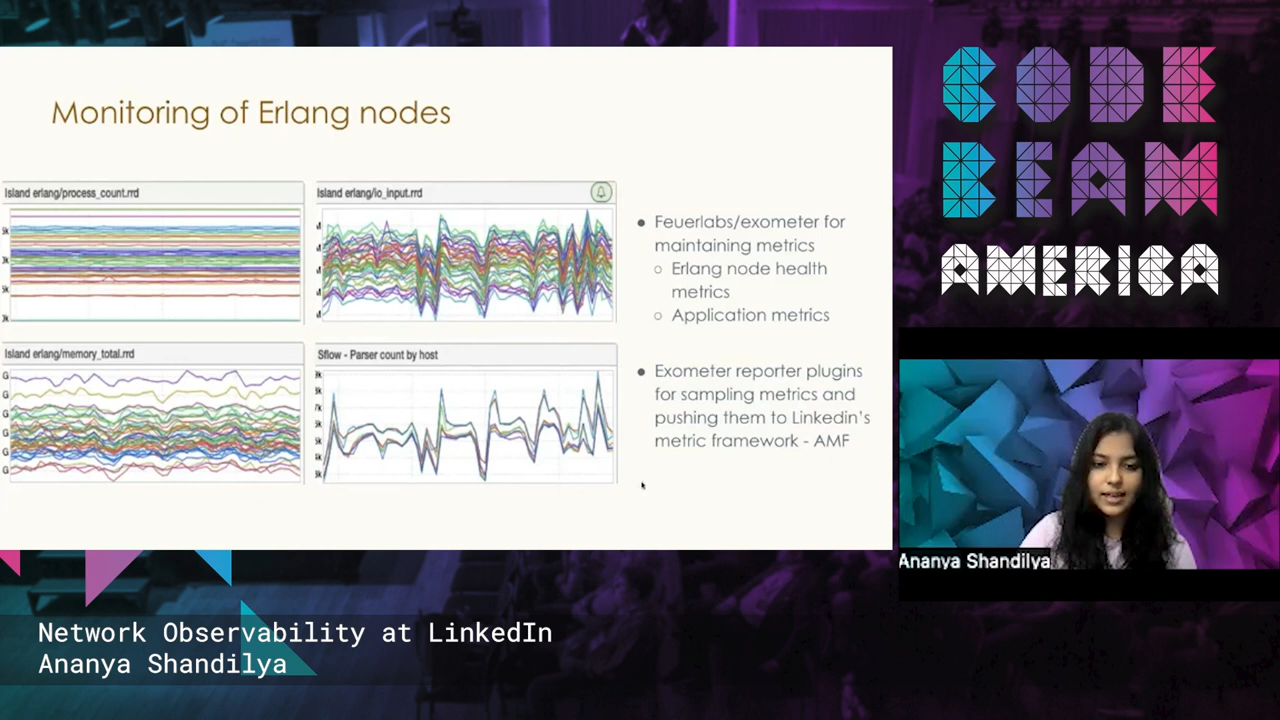 Monitoring of Erlang nodes
Island erlang/process_count.rrd
Island erlang/io_input.rrd
Island erlang/memory_total.rrd
Sflow - Parser count by host
● Feuerlabs/exometer for
maintaining metrics
○ Erlang node health
metrics
○ Application metrics
● Exometer reporter plugins
for sampling metrics and
pushing them to Linkedin's
metric framework - AMF
CODE
BEAM
AMERICA
Ananya Shandilya
Network Observability at LinkedIn
Ananya Shandilya